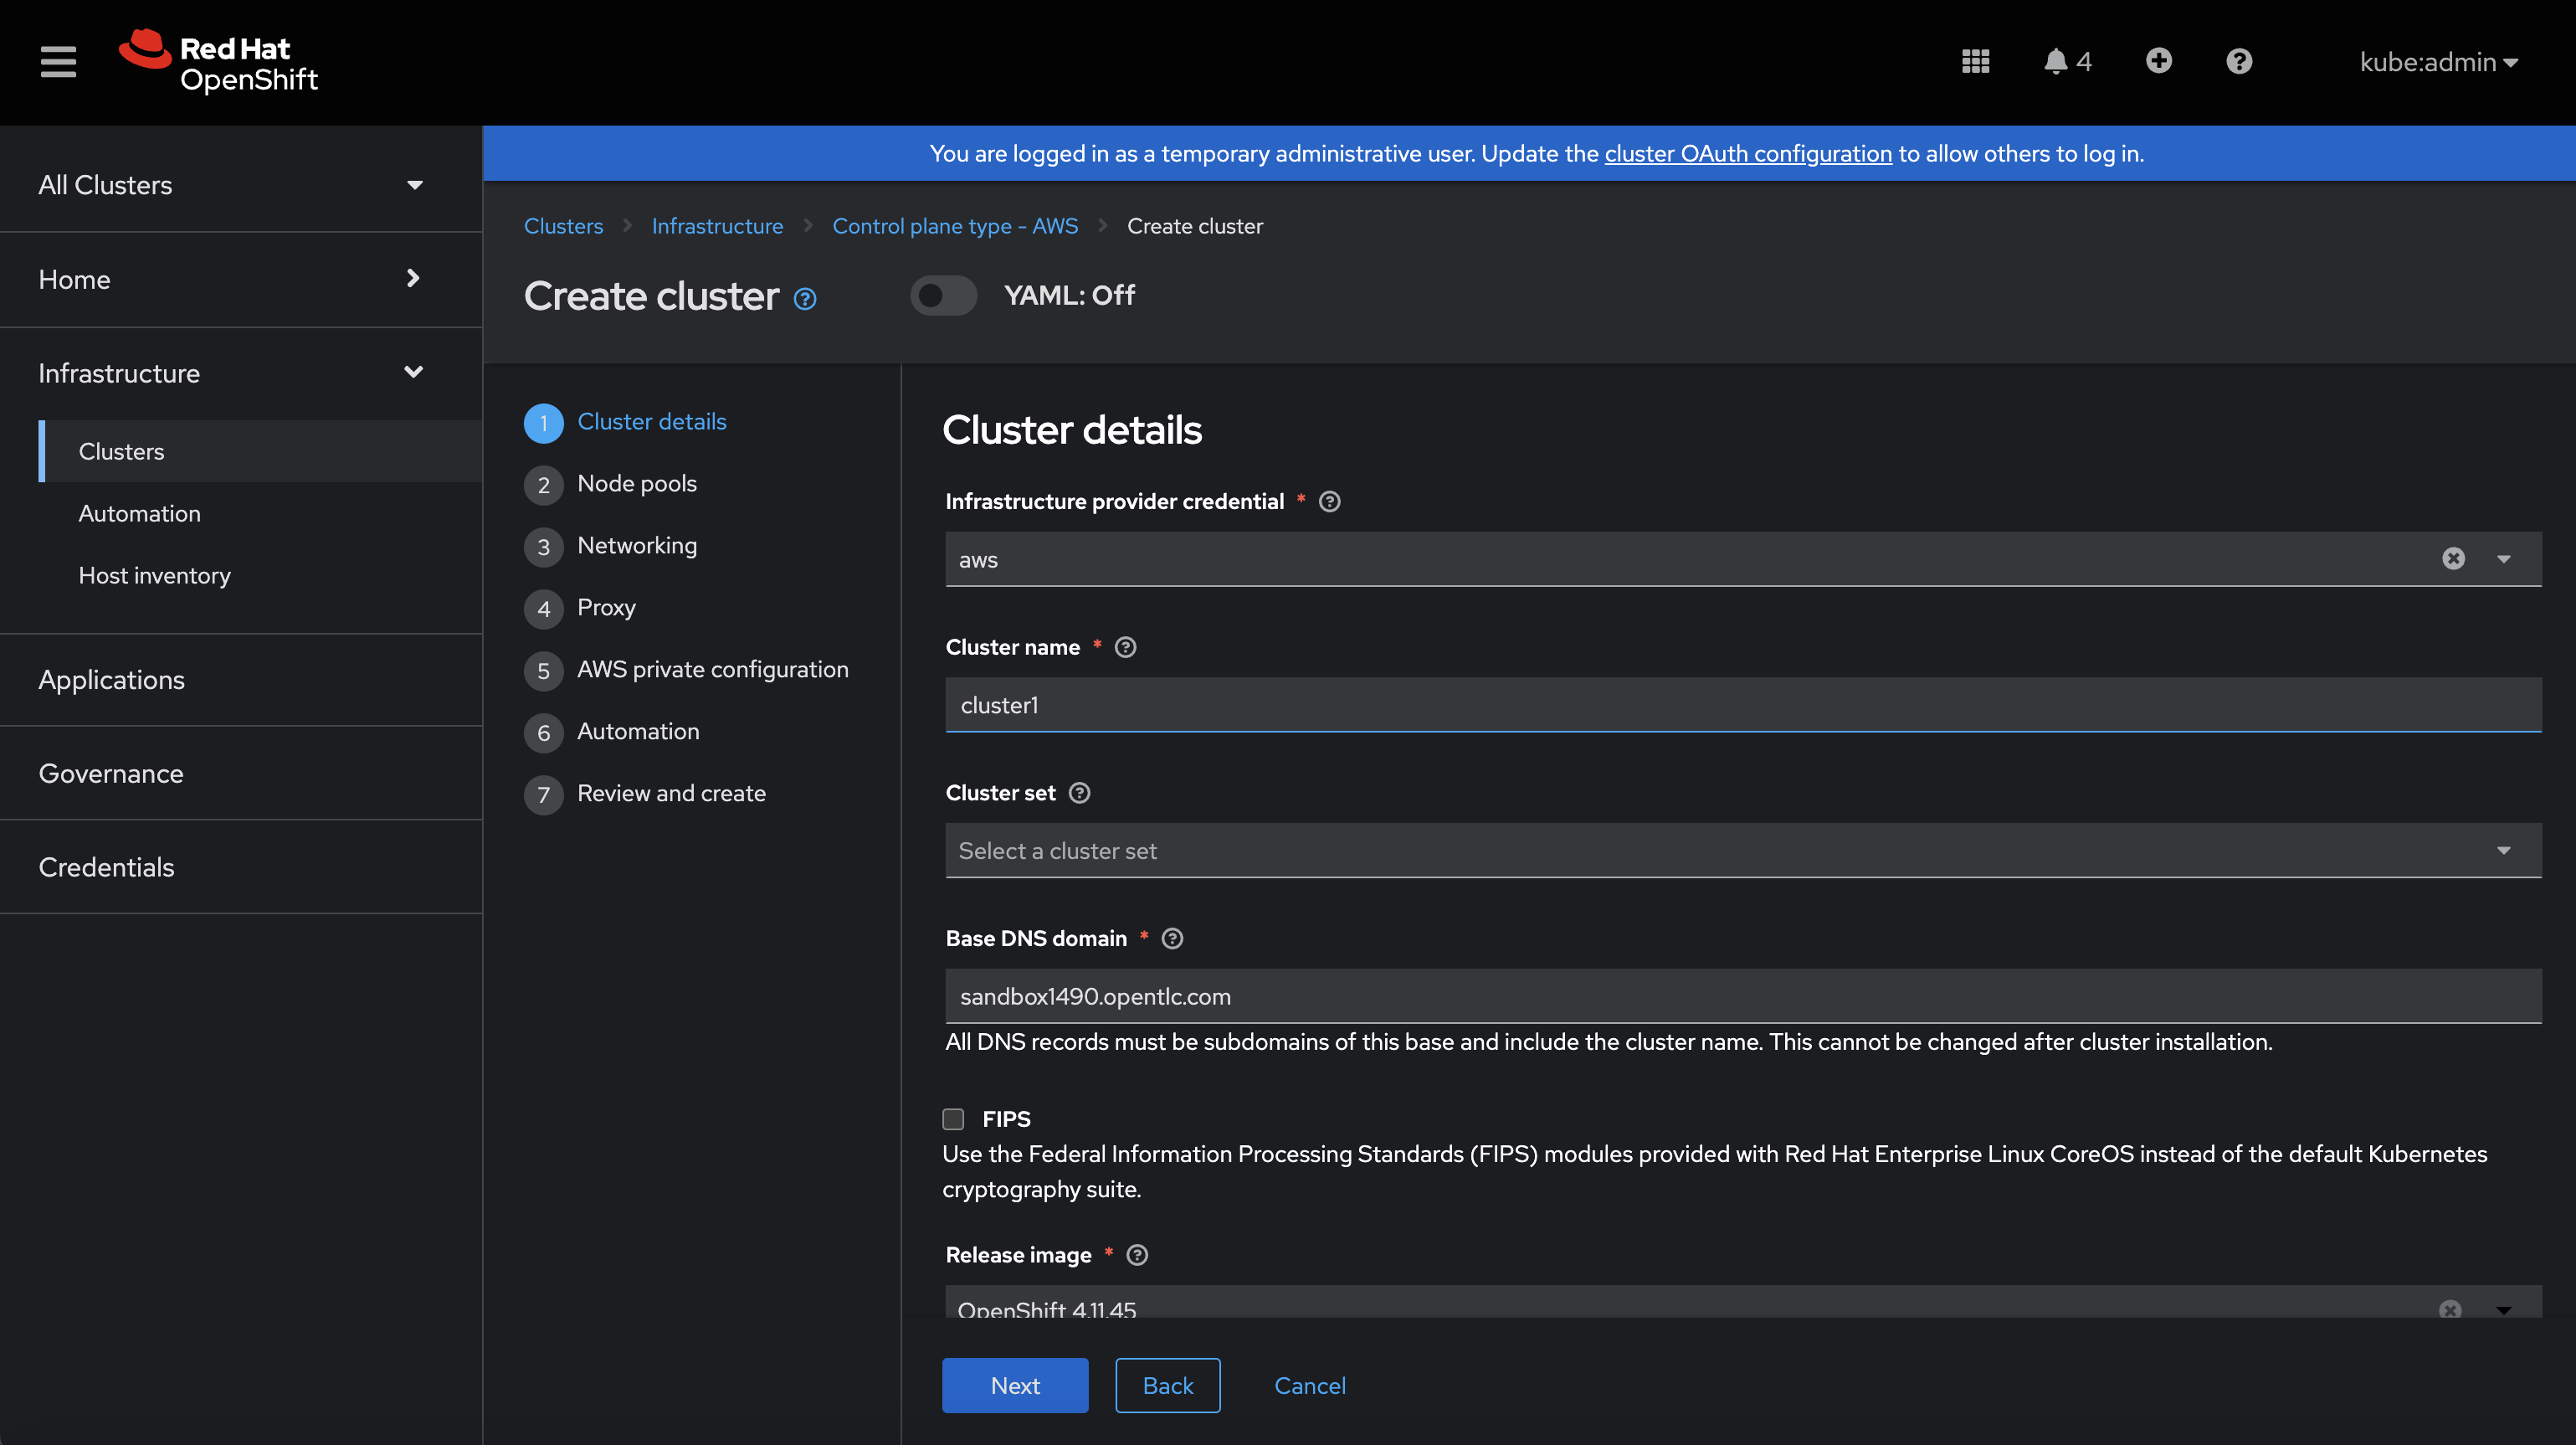 Red Hat
OpenShift
4
kube:admin
You are logged in as a temporary administrative user. Update the cluster OAuth configuration to allow others to log in.
All Clusters
Home
Infrastructure
Clusters
Automation
Host inventory
Applications
Governance
Credentials
Clusters Infrastructure Control plane type - AWS Create cluster
Create cluster
YAML: Off
1 Cluster details
2 Node pools
3 Networking
4 Proxy
5 AWS private configuration
6 Automation
7 Review and create
Cluster details
Infrastructure provider credential *
aws
Cluster name *
cluster1
Cluster set
Select a cluster set
Base DNS domain *
sandbox1490.opentlc.com
All DNS records must be subdomains of this base and include the cluster name. This cannot be changed after cluster installation.
FIPS
Use the Federal Information Processing Standards (FIPS) modules provided with Red Hat Enterprise Linux CoreOS instead of the default Kubernetes
cryptography suite.
Release image *
OpenShift 4.11.45
Next
Back
Cancel